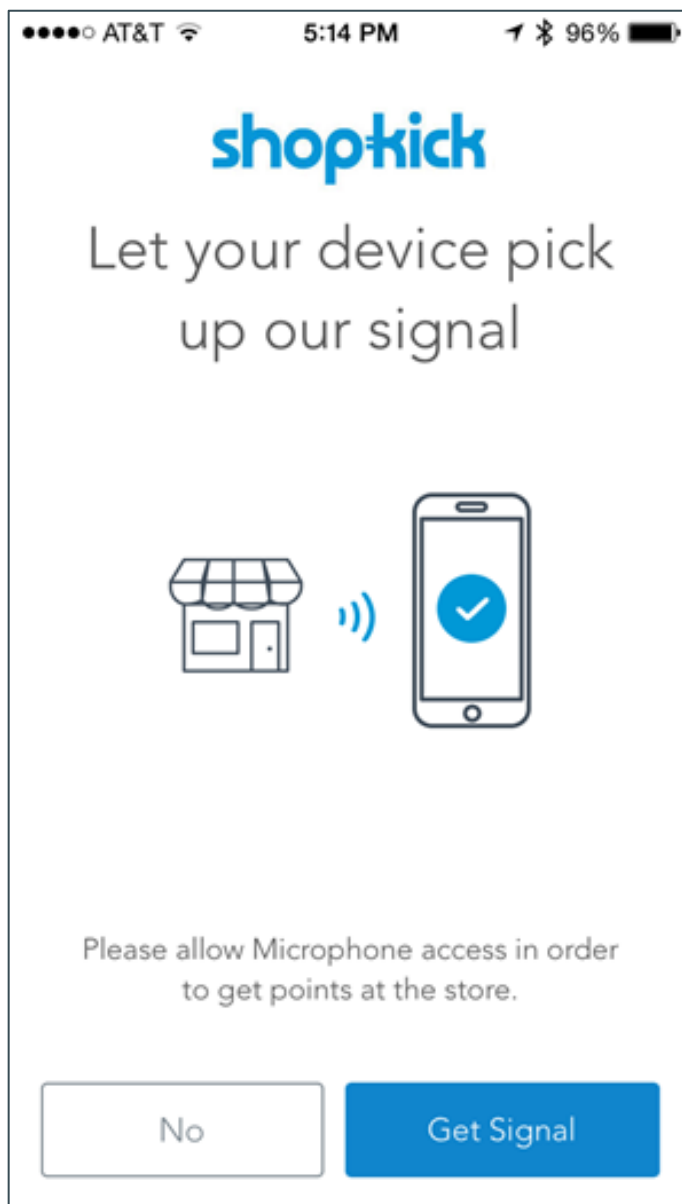 AT&T 5:14 PM 96%
shopkick
Let your device pick
up our signal
Please allow Microphone access in order
to get points at the store.
No Get Signal